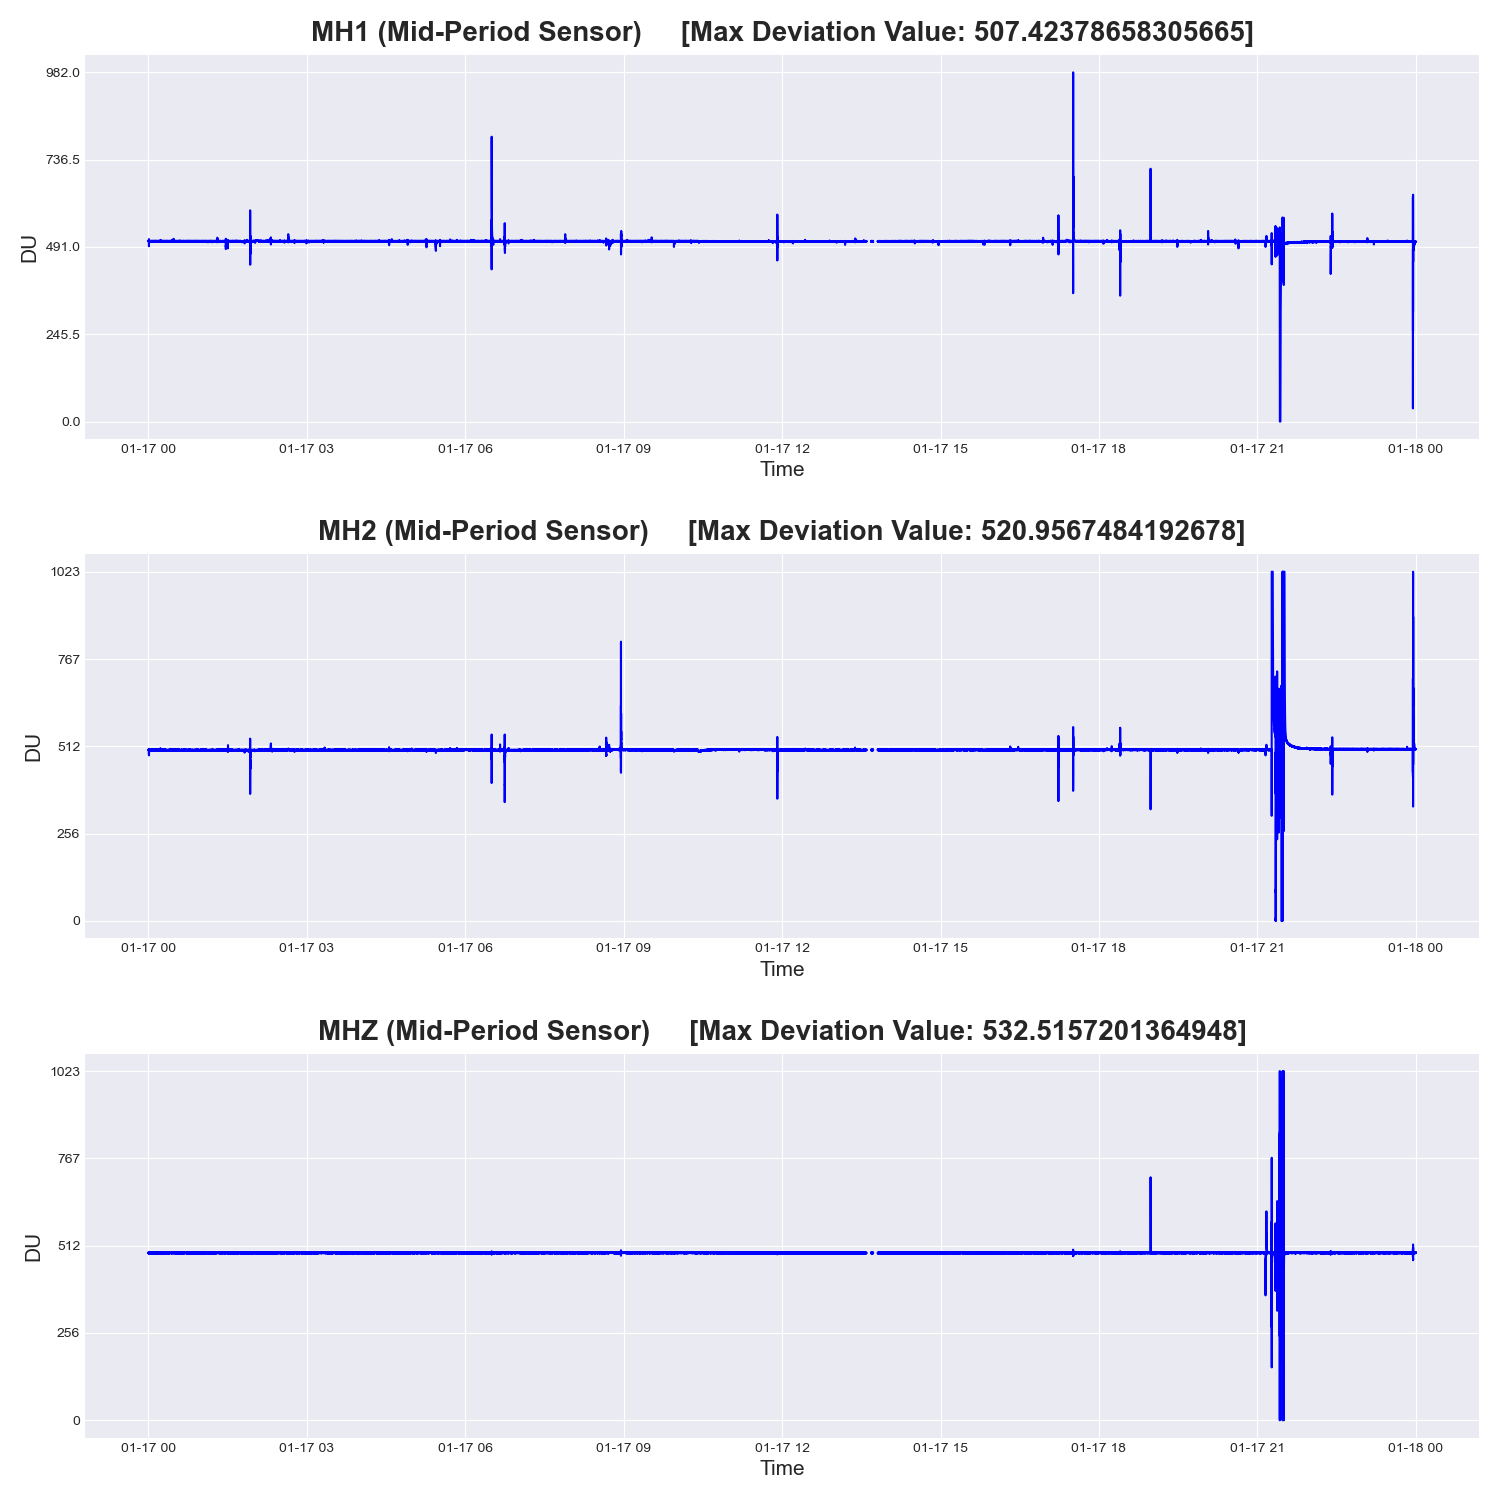 MH1 (Mid-Period Sensor) [Max Deviation Value: 507.42378658305665]
982.0
736.5
491.0
245.5
0.0
DU
01-17 00 01-17 03 01-17 06 01-17 09 01-17 12 01-17 15 01-17 18 01-17 21 01-18 00
Time
MH2 (Mid-Period Sensor) [Max Deviation Value: 520.9567484192678]
1023
767
512
256
0
DU
01-17 00 01-17 03 01-17 06 01-17 09 01-17 12 01-17 15 01-17 18 01-17 21 01-18 00
Time
MHZ (Mid-Period Sensor) [Max Deviation Value: 532.5157201364948]
1023
767
512
256
0
DU
01-17 00 01-17 03 01-17 06 01-17 09 01-17 12 01-17 15 01-17 18 01-17 21 01-18 00
Time